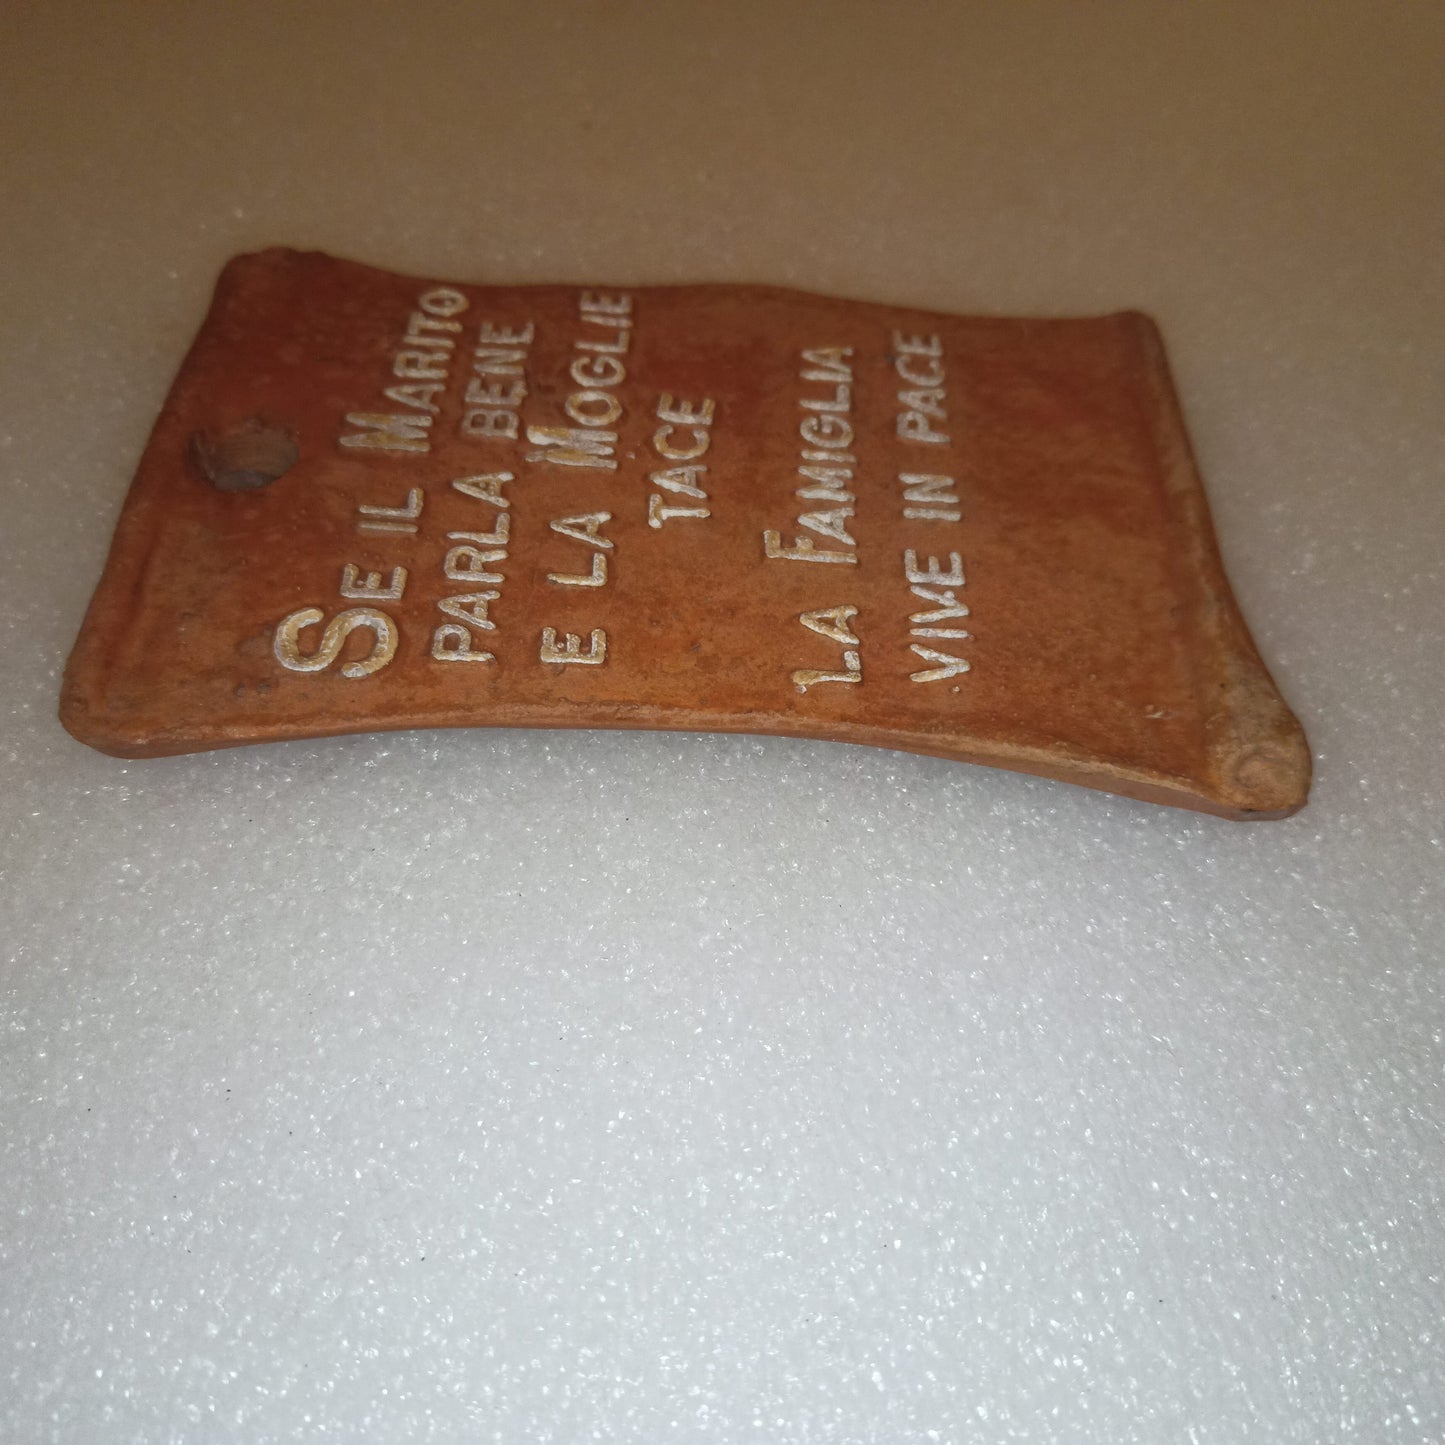 SE IL MARITO
PARLA BENE
E LA MOGLIE
TACE
LA FAMIGLIA
VIVE IN PACE